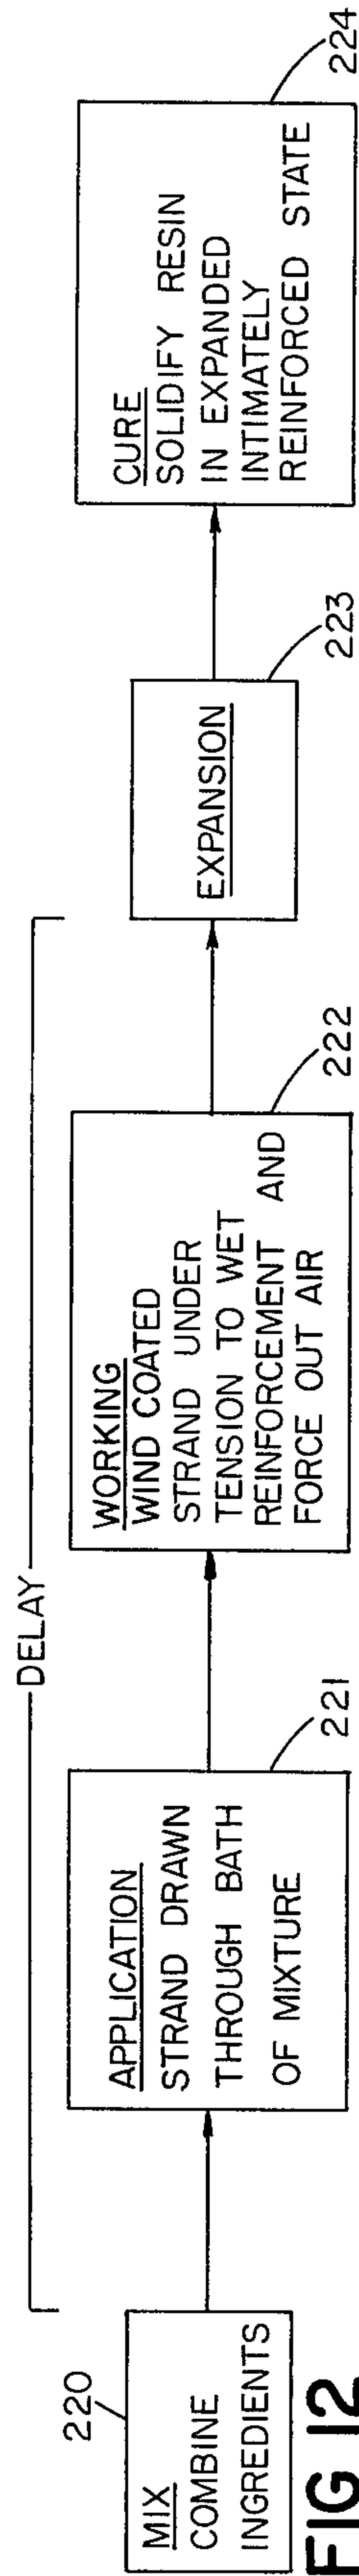 DELAY
220
MIX
COMBINE
INGREDIENTS
APPLICATION
STRAND DRAWN
THROUGH BATH
OF MIXTURE
221
WORKING
WIND COATED
STRAND UNDER
TENSION TO WET
REINFORCEMENT AND
FORCE OUT AIR
222
EXPANSION
223
CURE
SOLIDIFY RESIN
IN EXPANDED
INTIMATELY
REINFORCED STATE
224
FIG 12